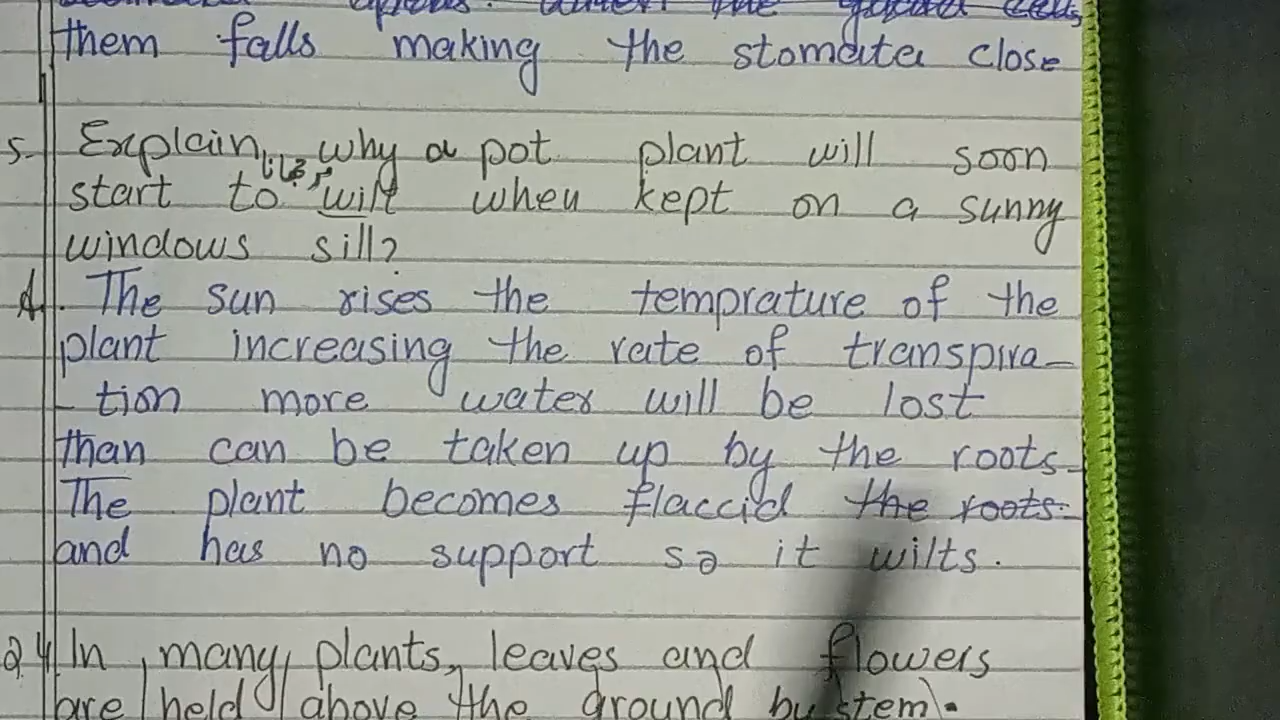 the guard cells
them falls making the stomata close
5. Explain why a pot plant will soon
start to wilt when kept on a sunny
windows sill?
A. The sun rises the temprature of the
plant increasing the rate of transpira-
- tion more water will be lost
than can be taken up by the roots
The plant becomes flaccid the roots.
and has no support so it wilts.
Q4 In many plants, leaves and flowers
are held above the ground by stem.